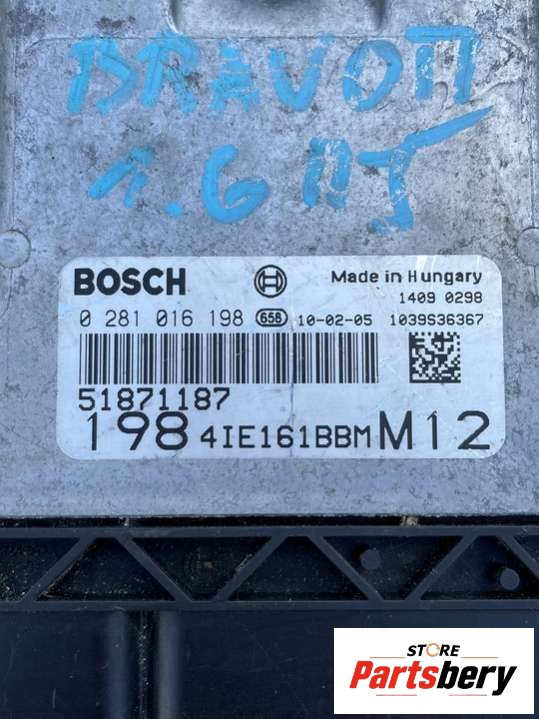 BRAVO II
1.6 DJ
BOSCH
Made in Hungary
1409 0298
0 281 016 198 658 10-02-05 1039S36367
51871187
198 4IE161BBM M12
STORE
Partsbery